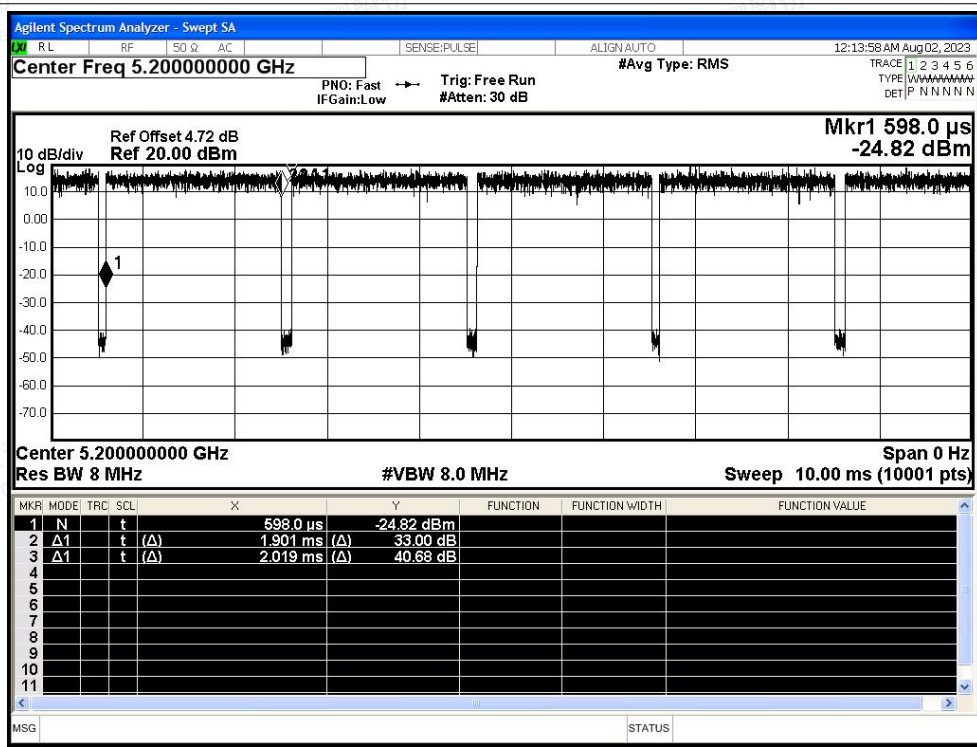 Agilent Spectrum Analyzer - Swept SA
LXI RL RF 50 Ω AC SENSE:PULSE ALIGN AUTO 12:13:58 AM Aug 02, 2023
Center Freq 5.200000000 GHz #Avg Type: RMS TRACE 1 2 3 4 5 6
PNO: Fast Trig: Free Run TYPE WWWWWW
IFGain:Low #Atten: 30 dB DET P N N N N N
Mkr1 598.0 µs
-24.82 dBm
Ref Offset 4.72 dB
10 dB/div Ref 20.00 dBm
Log
10.0
0.00
-10.0
1
-20.0
-30.0
-40.0
-50.0
-60.0
-70.0
Center 5.200000000 GHz Span 0 Hz
Res BW 8 MHz #VBW 8.0 MHz Sweep 10.00 ms (10001 pts)
MKR MODE TRC SCL X Y FUNCTION FUNCTION WIDTH FUNCTION VALUE
1 N t 598.0 µs -24.82 dBm
2 Δ1 t (Δ) 1.901 ms (Δ) 33.00 dB
3 Δ1 t (Δ) 2.019 ms (Δ) 40.68 dB
4
5
6
7
8
9
10
11
MSG STATUS